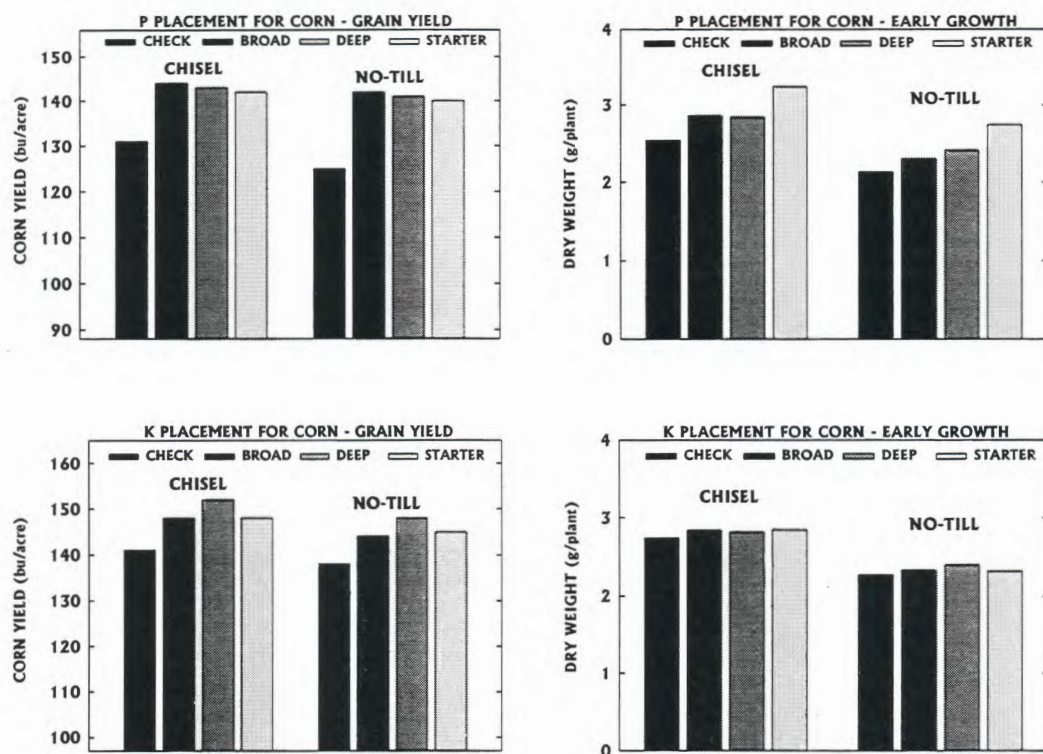 P PLACEMENT FOR CORN - GRAIN YIELD
CHECK BROAD DEEP STARTER
CHISEL
NO-TILL
CORN YIELD (bu/acre)
150
140
130
120
110
100
90
P PLACEMENT FOR CORN - EARLY GROWTH
CHECK BROAD DEEP STARTER
CHISEL
NO-TILL
DRY WEIGHT (g/plant)
4
3
2
1
0
K PLACEMENT FOR CORN - GRAIN YIELD
CHECK BROAD DEEP STARTER
CHISEL
NO-TILL
CORN YIELD (bu/acre)
160
150
140
130
120
110
100
K PLACEMENT FOR CORN - EARLY GROWTH
CHECK BROAD DEEP STARTER
CHISEL
NO-TILL
DRY WEIGHT (g/plant)
4
3
2
1
0